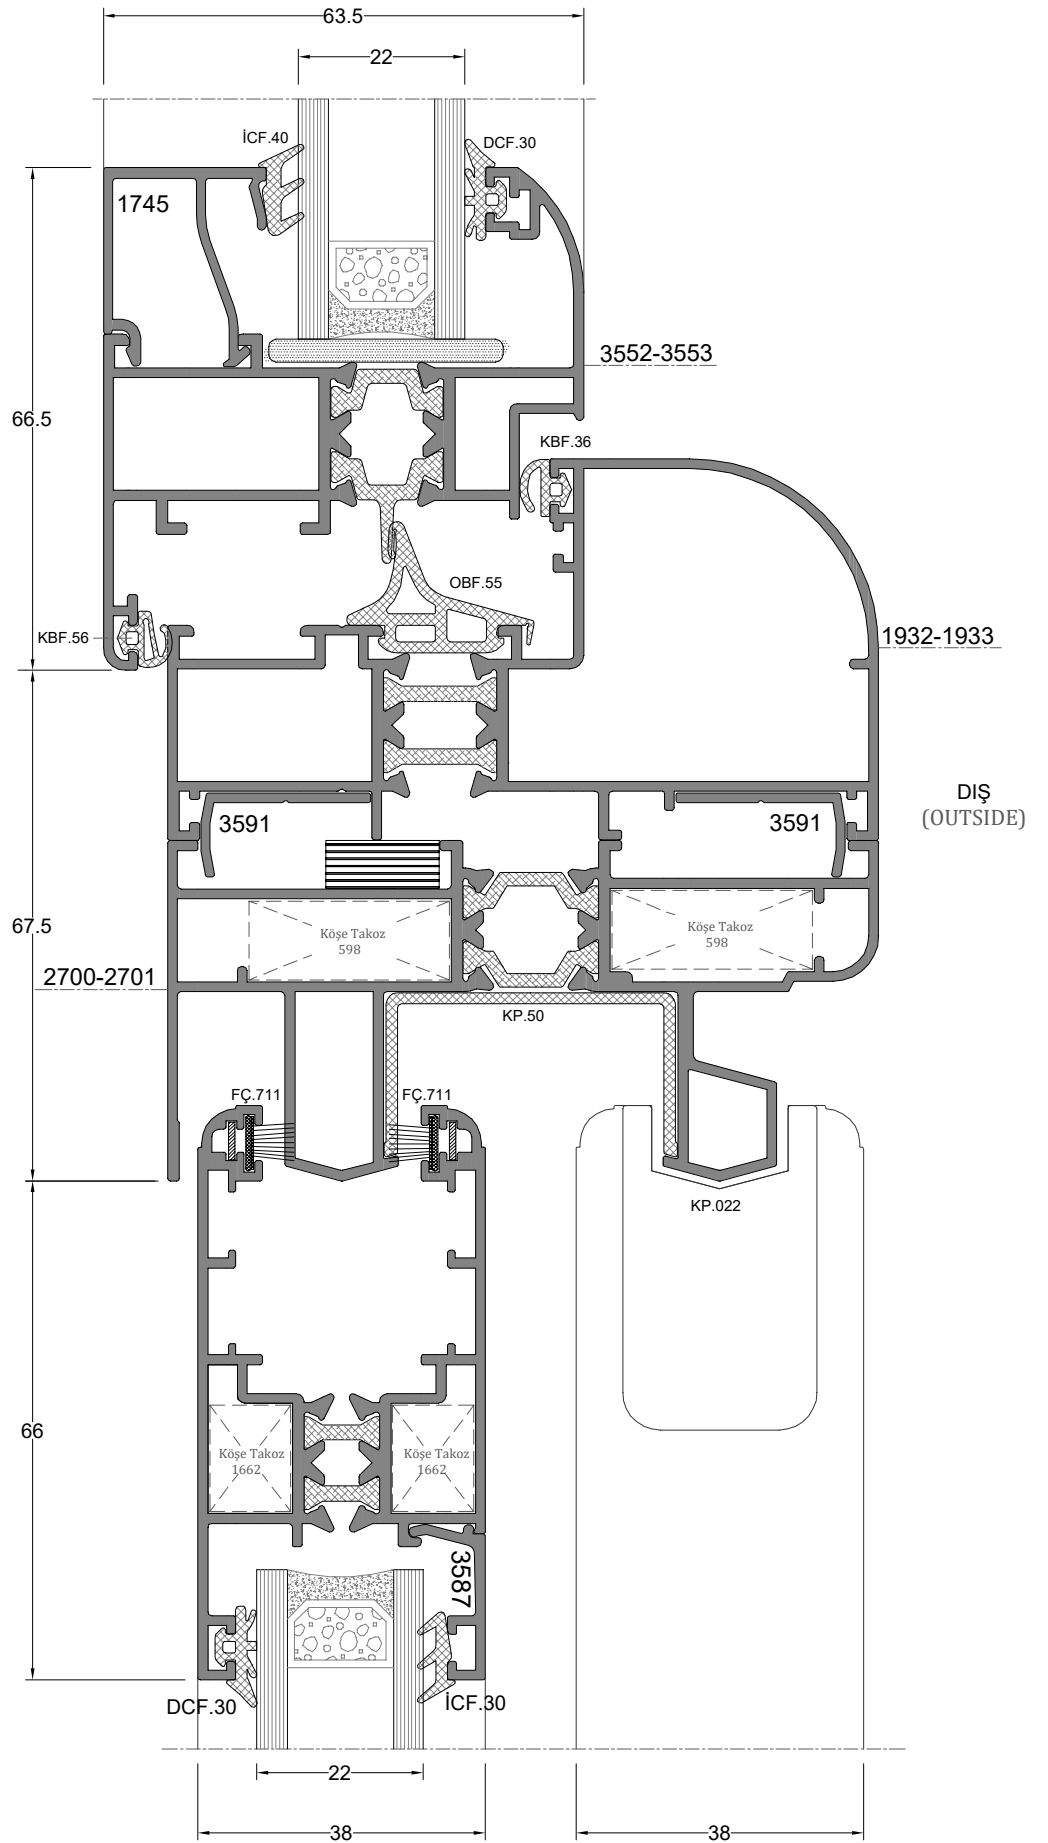 63.5
22
İCF.40
DCF.30
1745
3552-3553
66.5
KBF.36
OBF.55
KBF.56
1932-1933
DIŞ
(OUTSIDE)
3591
3591
67.5
Köşe Takoz
598
Köşe Takoz
598
2700-2701
KP.50
FÇ.711
FÇ.711
KP.022
66
Köşe Takoz
1662
Köşe Takoz
1662
3587
DCF.30
İCF.30
22
38
38